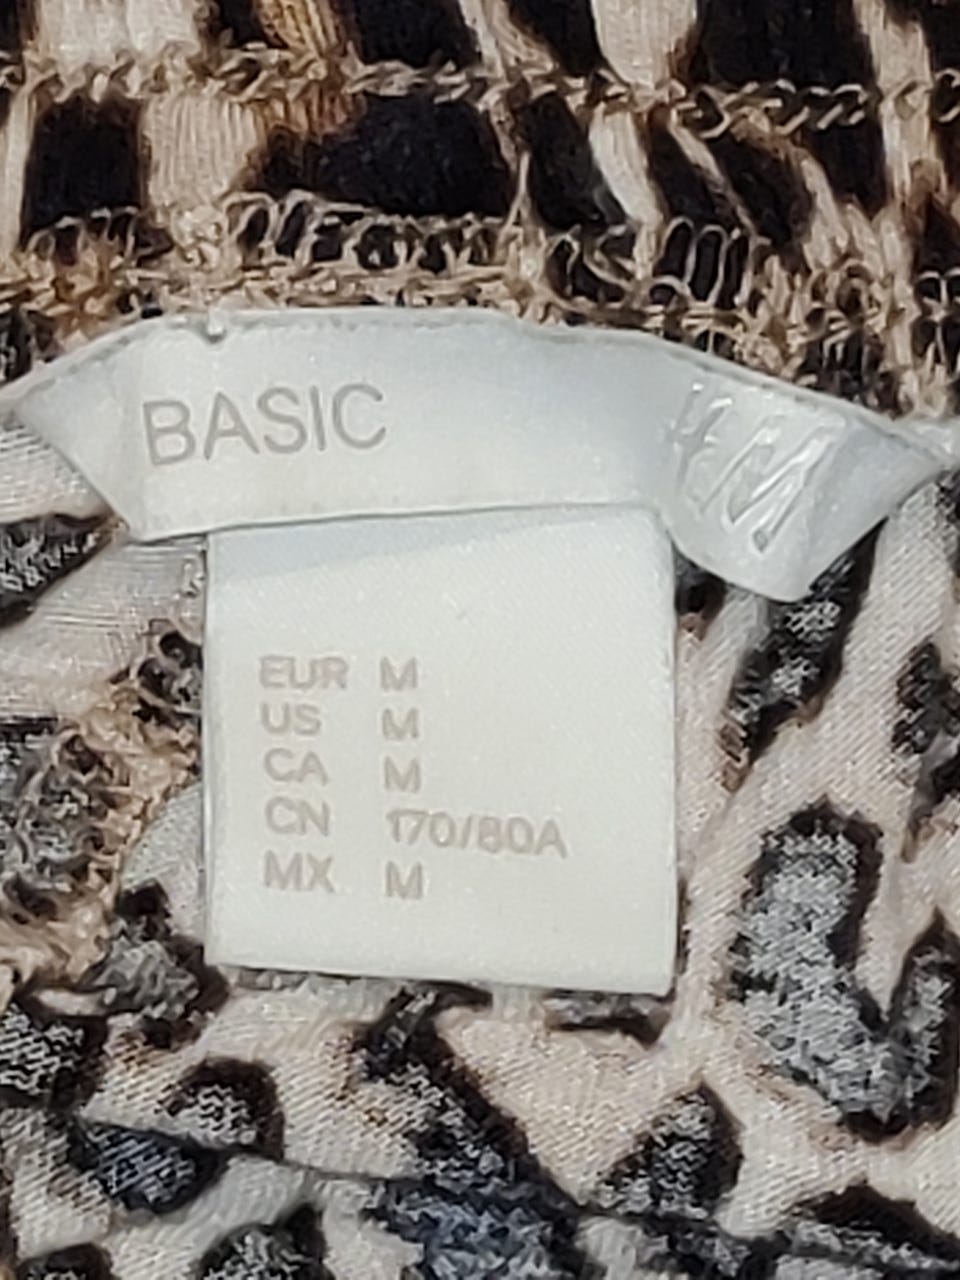 BASIC H&M
EUR M
US M
CA M
CN 170/80A
MX M